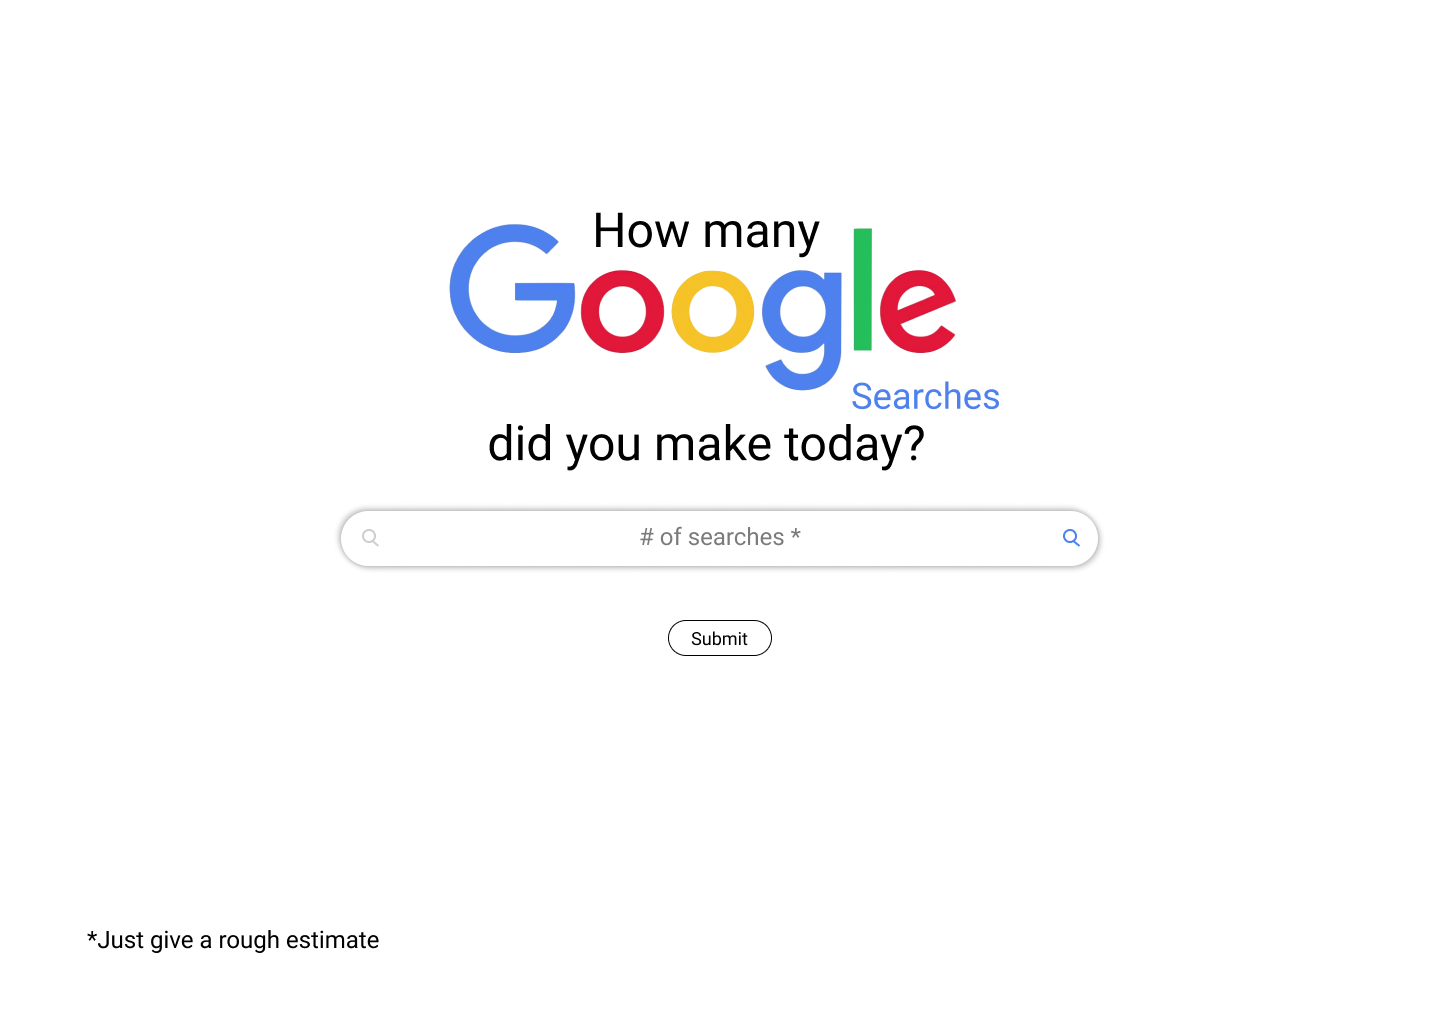 How many
Google
Searches
did you make today?
# of searches *
Submit
*Just give a rough estimate